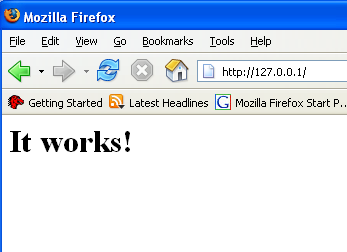 Mozilla Firefox
File Edit View Go Bookmarks Tools Help
http://127.0.0.1/
Getting Started Latest Headlines G Mozilla Firefox Start P...
It works!